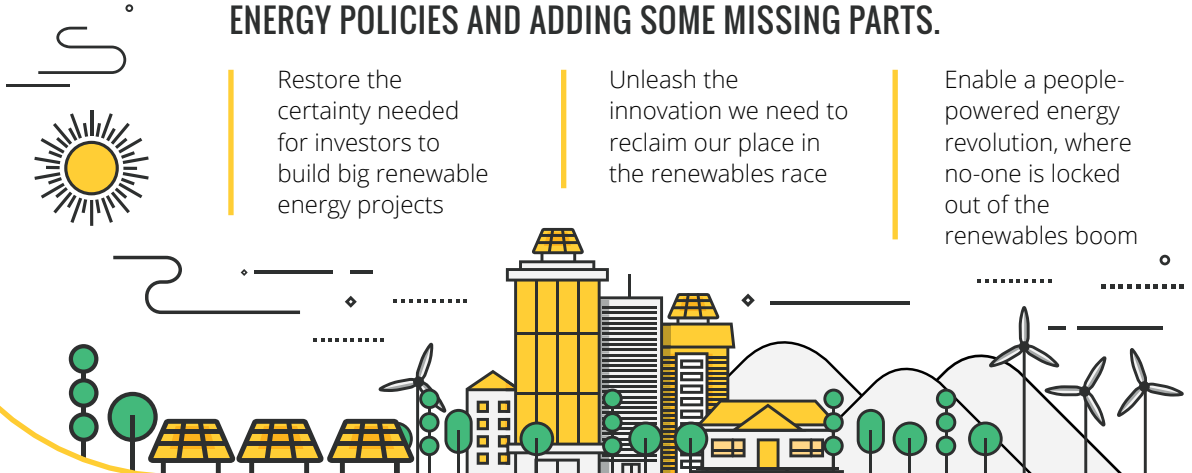 ENERGY POLICIES AND ADDING SOME MISSING PARTS.
Restore the
certainty needed
for investors to
build big renewable
energy projects
Unleash the
innovation we need to
reclaim our place in
the renewables race
Enable a people-
powered energy
revolution, where
no-one is locked
out of the
renewables boom